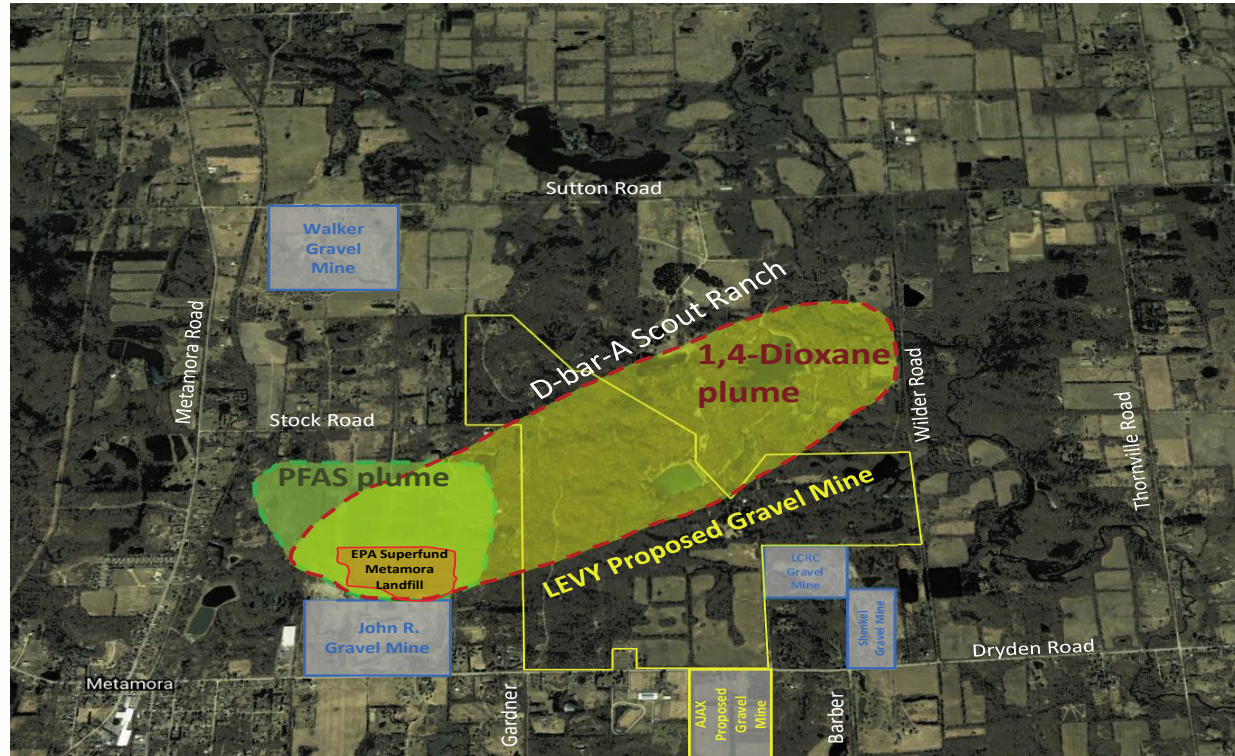 Sutton Road
Walker
Gravel
Mine
D-bar-A Scout Ranch
1,4-Dioxane
plume
Metamora Road
Stock Road
Wilder Road
Thornville Road
PFAS plume
LEVY Proposed Gravel Mine
EPA Superfund
Metamora
Landfill
LCRC
Gravel
Mine
John R.
Gravel Mine
Shenkel
Gravel Mine
Dryden Road
Metamora
Gardner
AJAX
Proposed
Gravel
Mine
Barber